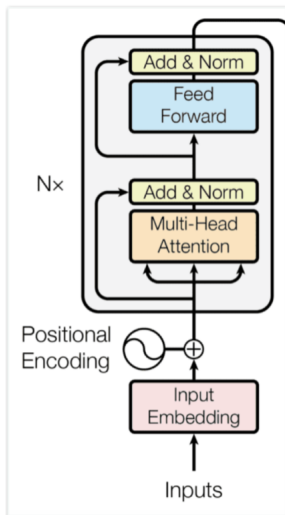 Add & Norm
Feed
Forward
N×
Add & Norm
Multi-Head
Attention
Positional
Encoding
Input
Embedding
Inputs